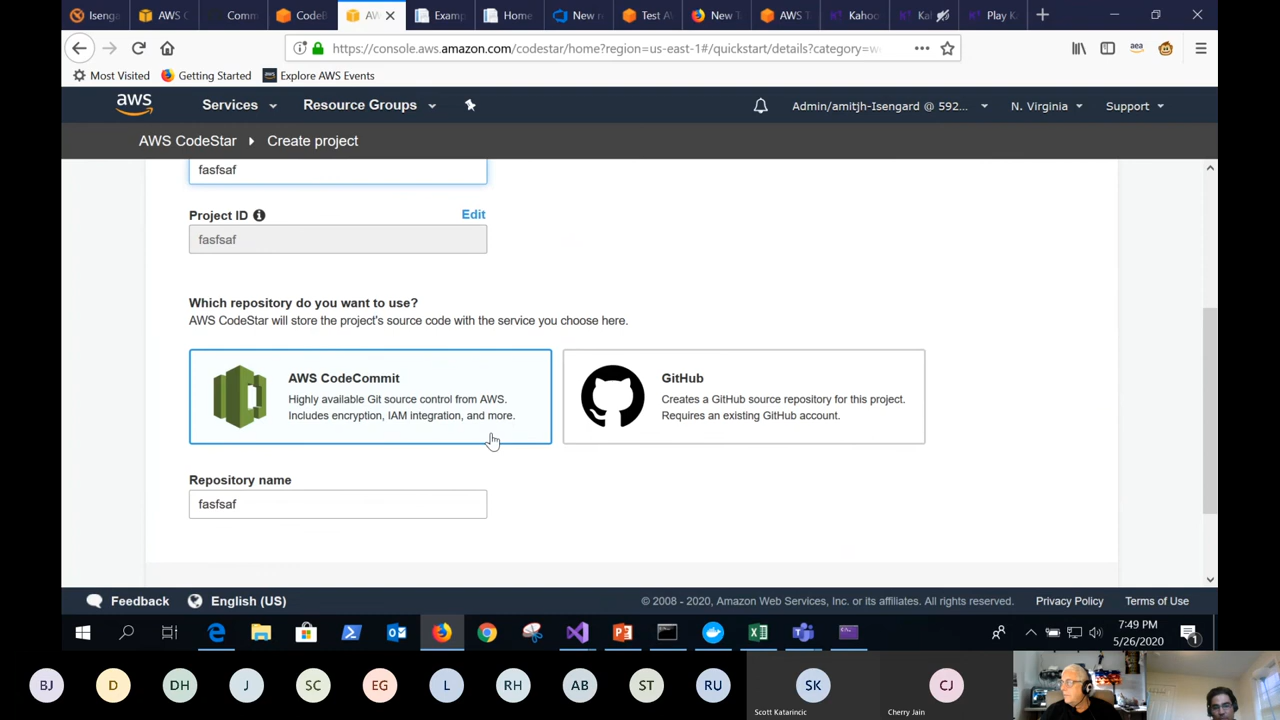 Isenga
AWS C
Comm
CodeB
AW
Examp
Home
New r
Test A
New T
AWS T
Kahoo
Kal
Play K
https://console.aws.amazon.com/codestar/home?region=us-east-1#/quickstart/details?category=w
aea
Most Visited
Getting Started
Explore AWS Events
aws
Services
Resource Groups
Admin/amitjh-Isengard @ 592...
N. Virginia
Support
AWS CodeStar
Create project
fasfsaf
Project ID
Edit
fasfsaf
Which repository do you want to use?
AWS CodeStar will store the project's source code with the service you choose here.
AWS CodeCommit
Highly available Git source control from AWS.
Includes encryption, IAM integration, and more.
GitHub
Creates a GitHub source repository for this project.
Requires an existing GitHub account.
Repository name
fasfsaf
Feedback
English (US)
© 2008 - 2020, Amazon Web Services, Inc. or its affiliates. All rights reserved.
Privacy Policy
Terms of Use
7:49 PM
5/26/2020
1
BJ
D
DH
J
SC
EG
L
RH
AB
ST
RU
SK
CJ
Scott Katarincic
Cherry Jain